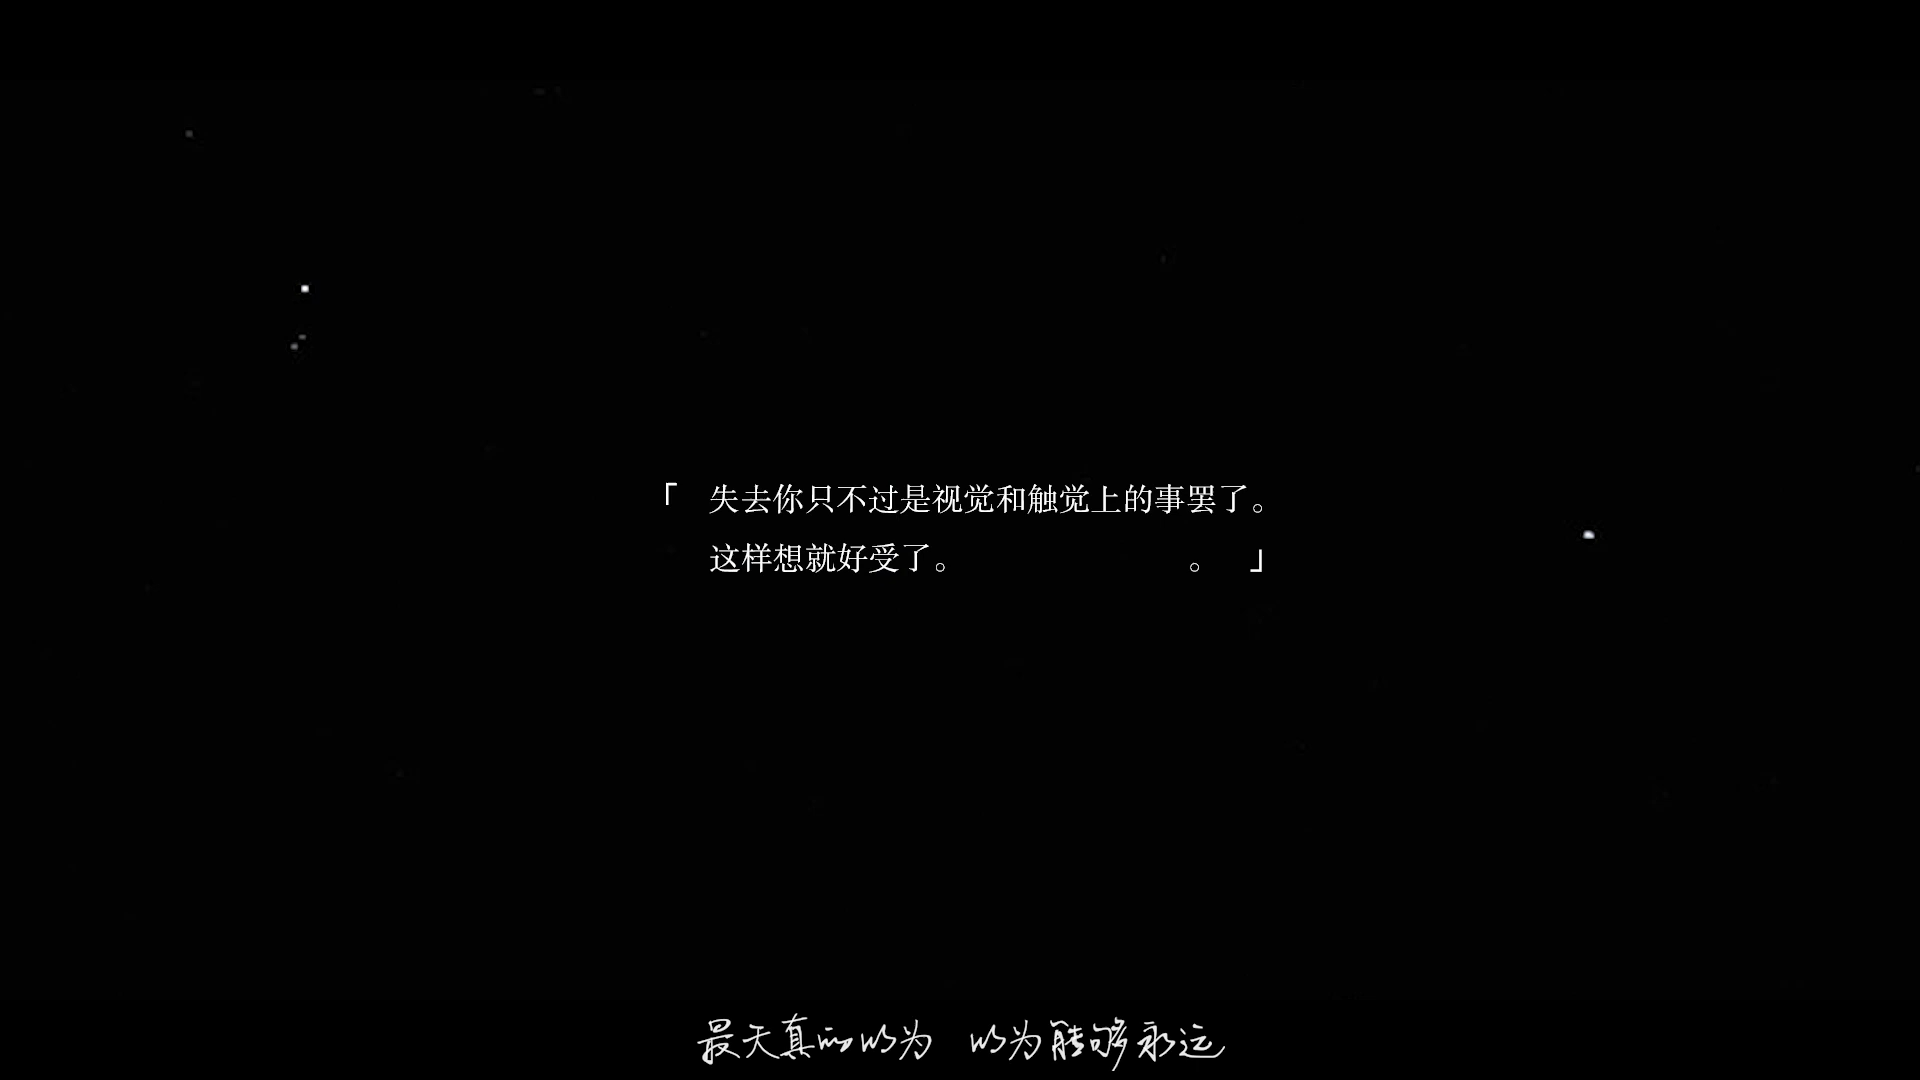 「 失去你只不过是视觉和触觉上的事罢了。
这样想就好受了。 。 」
最天真的以为 以为能够永远